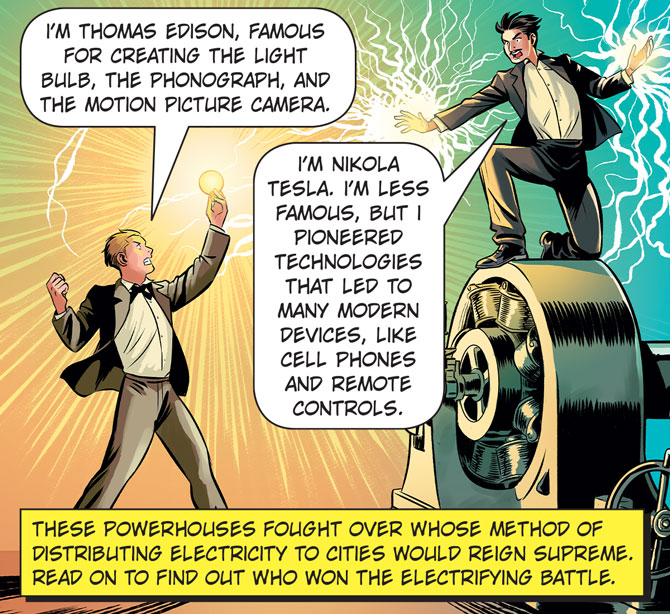 I'M THOMAS EDISON, FAMOUS
FOR CREATING THE LIGHT
BULB, THE PHONOGRAPH, AND
THE MOTION PICTURE CAMERA.
I'M NIKOLA
TESLA. I'M LESS
FAMOUS, BUT I
PIONEERED
TECHNOLOGIES
THAT LED TO
MANY MODERN
DEVICES, LIKE
CELL PHONES
AND REMOTE
CONTROLS.
THESE POWERHOUSES FOUGHT OVER WHOSE METHOD OF
DISTRIBUTING ELECTRICITY TO CITIES WOULD REIGN SUPREME.
READ ON TO FIND OUT WHO WON THE ELECTRIFYING BATTLE.